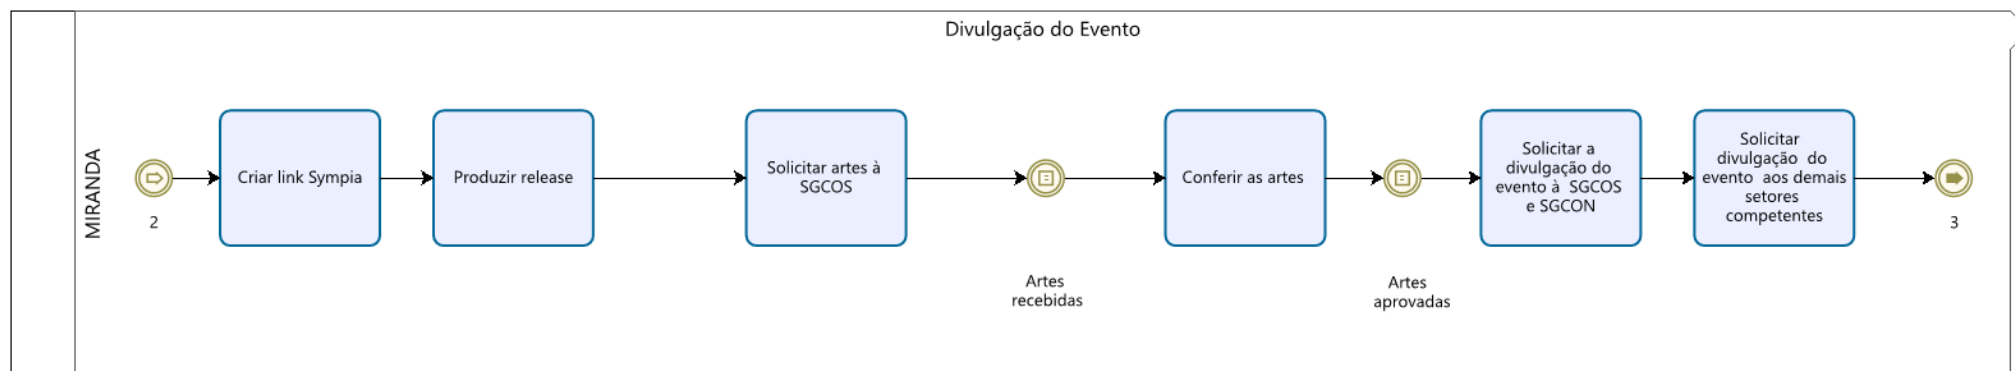 Divulgação do Evento
MIRANDA
2
Criar link Sympia
Produzir release
Solicitar artes à
SGCOS
Artes
recebidas
Conferir as artes
Artes
aprovadas
Solicitar a
divulgação do
evento à SGCOS
e SGCON
Solicitar
divulgação do
evento aos demais
setores
competentes
3